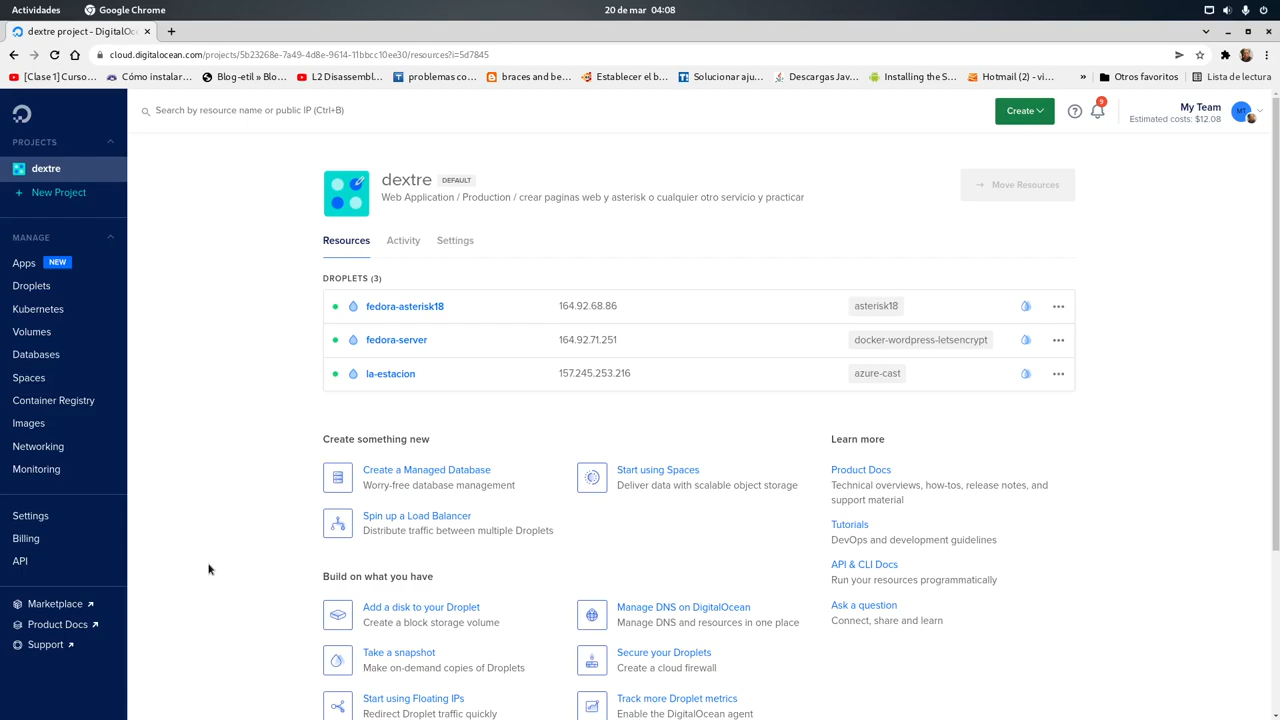 Actividades
Google Chrome
20 de mar 04:08
dextre project - DigitalOce
cloud.digitalocean.com/projects/5b23268e-7a49-4d8e-9614-11bbcc10ee30/resources?i=5d7845
[Clase 1] Curso...
Cómo instalar...
Blog-etil » Blo...
L2 Disassembl...
problemas co...
braces and be...
Establecer el b...
Solucionar aju...
Descargas Jav...
Installing the S...
Hotmail (2) - vi...
»
Otros favoritos
Lista de lectura
Search by resource name or public IP (Ctrl+B)
Create
?
9
My Team
Estimated costs: $12.08
MT
PROJECTS
dextre
+ New Project
MANAGE
Apps NEW
Droplets
Kubernetes
Volumes
Databases
Spaces
Container Registry
Images
Networking
Monitoring
Settings
Billing
API
Marketplace
Product Docs
Support
dextre DEFAULT
Web Application / Production / crear paginas web y asterisk o cualquier otro servicio y practicar
Move Resources
Resources
Activity
Settings
DROPLETS (3)
fedora-asterisk18 164.92.68.86 asterisk18
fedora-server 164.92.71.251 docker-wordpress-letsencrypt
la-estacion 157.245.253.216 azure-cast
Create something new
Create a Managed Database
Worry-free database management
Start using Spaces
Deliver data with scalable object storage
Spin up a Load Balancer
Distribute traffic between multiple Droplets
Build on what you have
Add a disk to your Droplet
Create a block storage volume
Manage DNS on DigitalOcean
Manage DNS and resources in one place
Take a snapshot
Make on-demand copies of Droplets
Secure your Droplets
Create a cloud firewall
Start using Floating IPs
Redirect Droplet traffic quickly
Track more Droplet metrics
Enable the DigitalOcean agent
Learn more
Product Docs
Technical overviews, how-tos, release notes, and
support material
Tutorials
DevOps and development guidelines
API & CLI Docs
Run your resources programmatically
Ask a question
Connect, share and learn